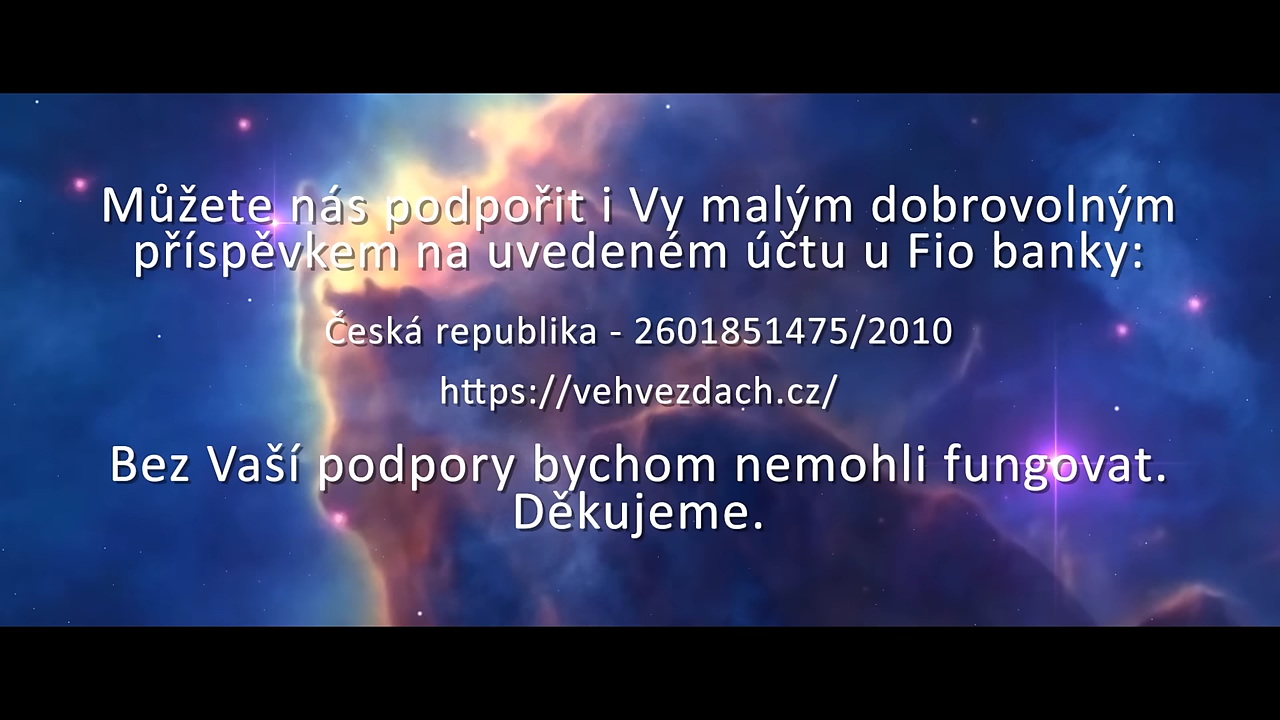 Můžete nás podpořit i Vy malým dobrovolným
příspěvkem na uvedeném účtu u Fio banky:
Česká republika - 2601851475/2010
https://vehvezdach.cz/
Bez Vaší podpory bychom nemohli fungovat.
Děkujeme.